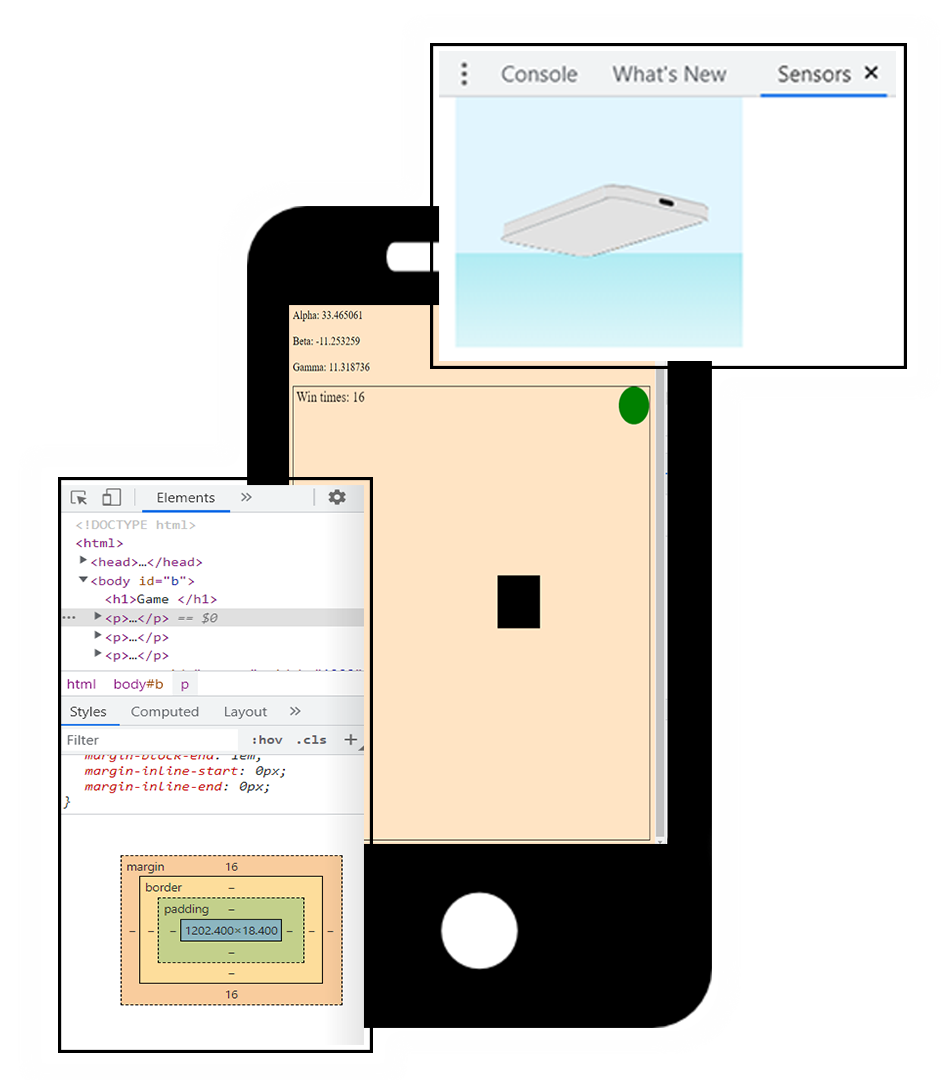 Console What's New Sensors ×
Alpha: 33.465061
Beta: -11.253259
Gamma: 11.318736
Win times: 16
Elements »
<!DOCTYPE html>
<html>
<head>…</head>
<body id="b">
<h1>Game </h1>
… <p>…</p> == $0
<p>…</p>
<p>…</p>
html body#b p
Styles Computed Layout »
Filter :hov .cls +
margin-block-end: 1em;
margin-inline-start: 0px;
margin-inline-end: 0px;
}
margin 16
border –
padding –
– – – 1202.400×18.400 – – –
–
–
16